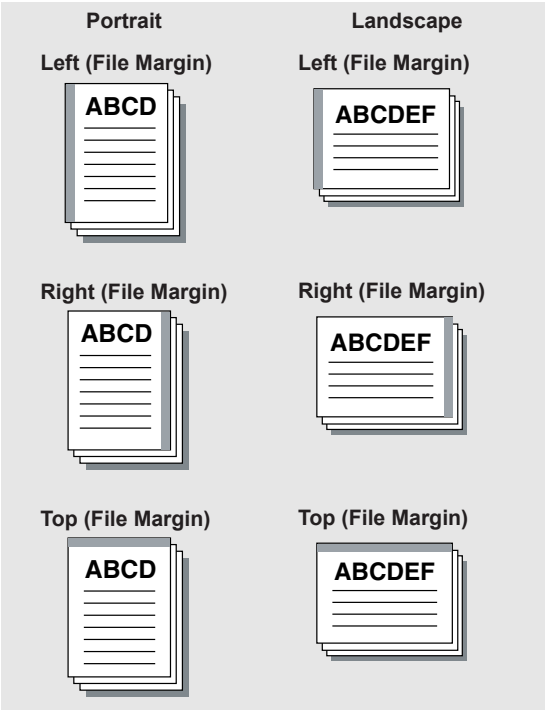 Portrait Landscape
Left (File Margin) Left (File Margin)
ABCD ABCDEF
Right (File Margin) Right (File Margin)
ABCD ABCDEF
Top (File Margin) Top (File Margin)
ABCD ABCDEF